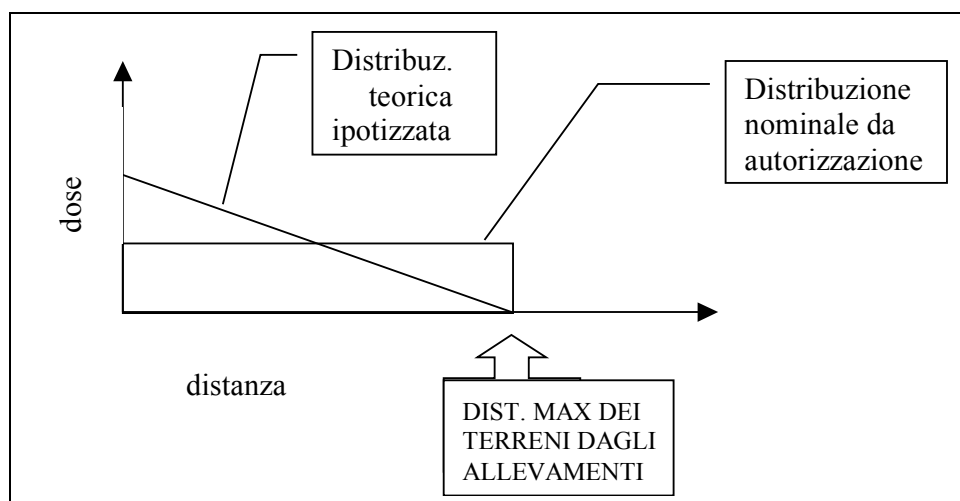 Distribuz.
teorica
ipotizzata
Distribuzione
nominale da
autorizzazione
dose
distanza
DIST. MAX DEI
TERRENI DAGLI
ALLEVAMENTI